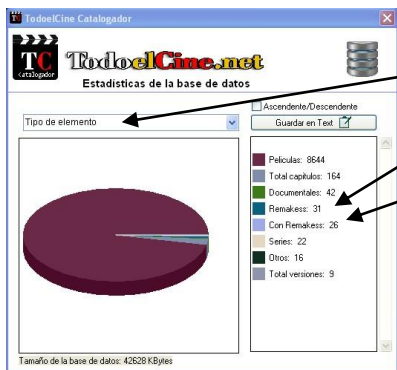 TodoelCine Catalogador
TC
Catalogador
TodoelCine.net
Estadísticas de la base de datos
Ascendente/Descendente
Tipo de elemento
Guardar en Text
Peliculas: 8644
Total capitulos: 164
Documentales: 42
Remakess: 31
Con Remakess: 26
Series: 22
Otros: 16
Total versiones: 9
Tamaño de la base de datos: 42628 KBytes